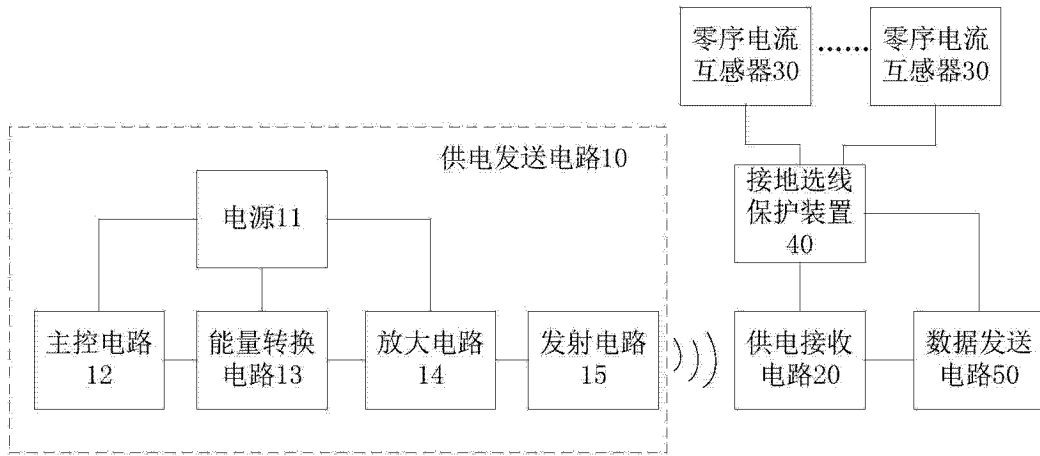 零序电流
互感器30
……
零序电流
互感器30
供电发送电路10
电源11
接地选线
保护装置
40
主控电路
12
能量转换
电路13
放大电路
14
发射电路
15
供电接收
电路20
数据发送
电路50